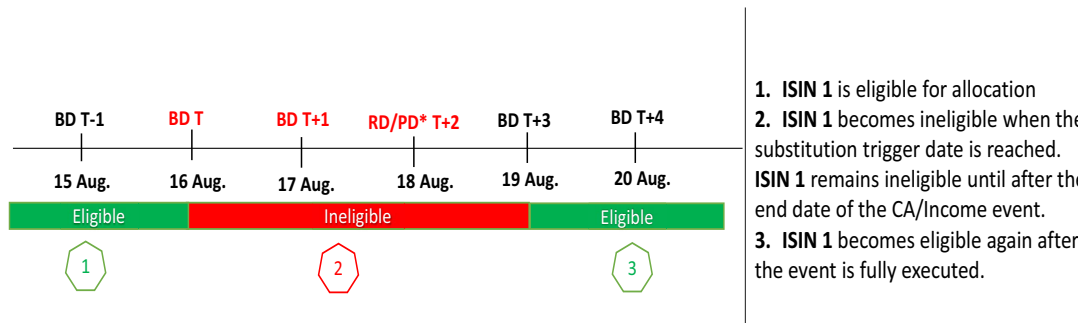 BD T-1 BD T BD T+1 RD/PD* T+2 BD T+3 BD T+4
15 Aug. 16 Aug. 17 Aug. 18 Aug. 19 Aug. 20 Aug.
Eligible Ineligible Eligible
1 2 3
1. ISIN 1 is eligible for allocation
2. ISIN 1 becomes ineligible when the
substitution trigger date is reached.
ISIN 1 remains ineligible until after the
end date of the CA/Income event.
3. ISIN 1 becomes eligible again after
the event is fully executed.